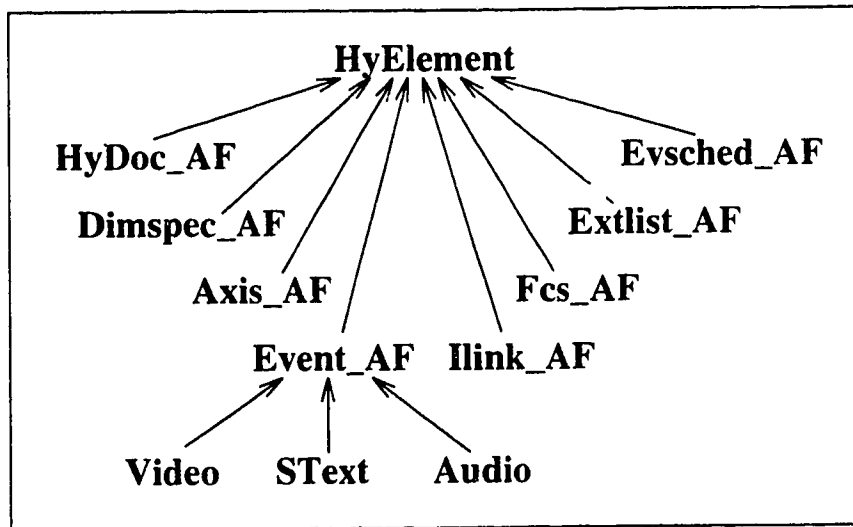 HyElement
HyDoc_AF
Evsched_AF
Dimspec_AF
Extlist_AF
Axis_AF
Fcs_AF
Event_AF
Ilink_AF
Video
SText
Audio